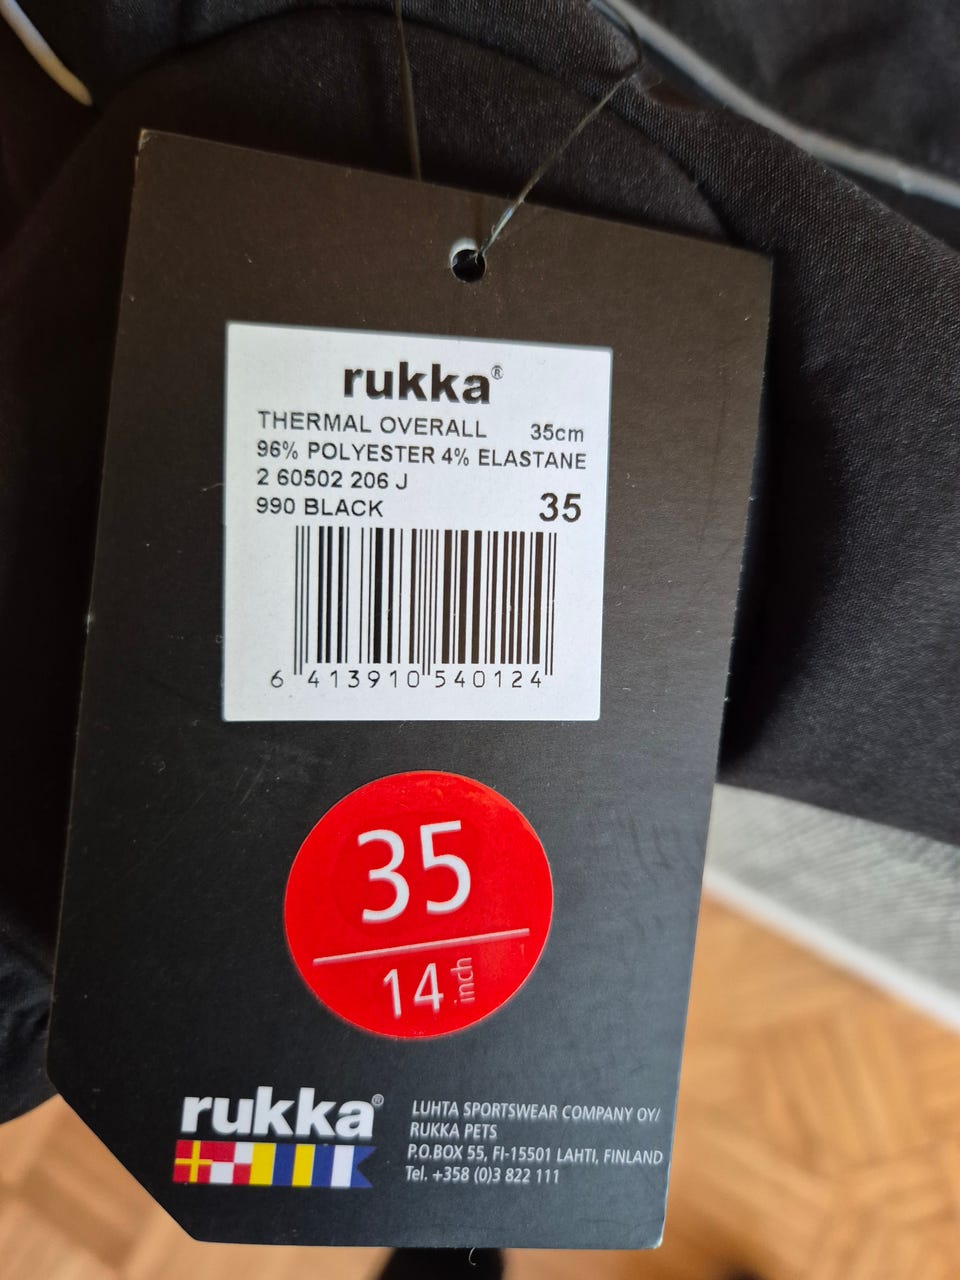 rukka®
THERMAL OVERALL 35cm
96% POLYESTER 4% ELASTANE
2 60502 206 J
990 BLACK 35
6 413910 540124
35
14 inch
rukka®
LUHTA SPORTSWEAR COMPANY OY/
RUKKA PETS
P.O.BOX 55, FI-15501 LAHTI, FINLAND
Tel. +358 (0)3 822 111